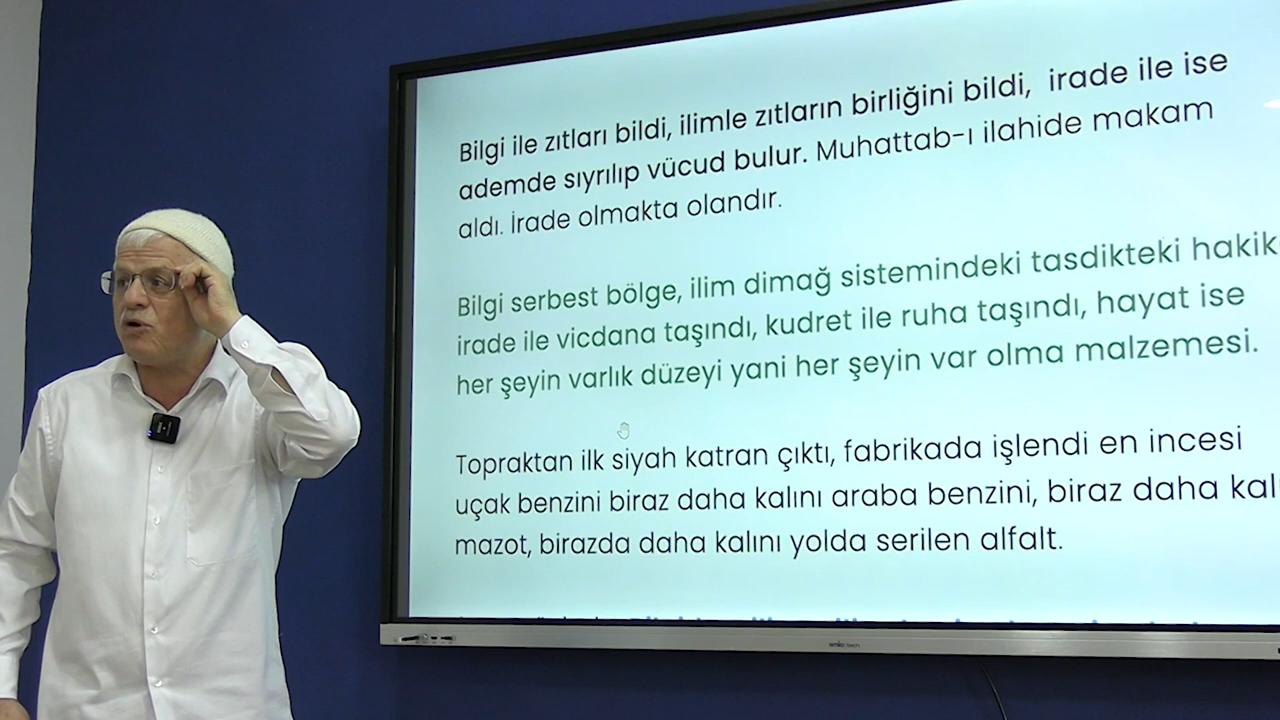 Bilgi ile zıtları bildi, ilimle zıtların birliğini bildi, irade ile ise
ademde sıyrılıp vücud bulur. Muhattab-ı ilahide makam
aldı. İrade olmakta olandır.
Bilgi serbest bölge, ilim dimağ sistemindeki tasdikteki hakik
irade ile vicdana taşındı, kudret ile ruha taşındı, hayat ise
her şeyin varlık düzeyi yani her şeyin var olma malzemesi.
Topraktan ilk siyah katran çıktı, fabrikada işlendi en incesi
uçak benzini biraz daha kalını araba benzini, biraz daha kalı
mazot, birazda daha kalını yolda serilen alfalt.